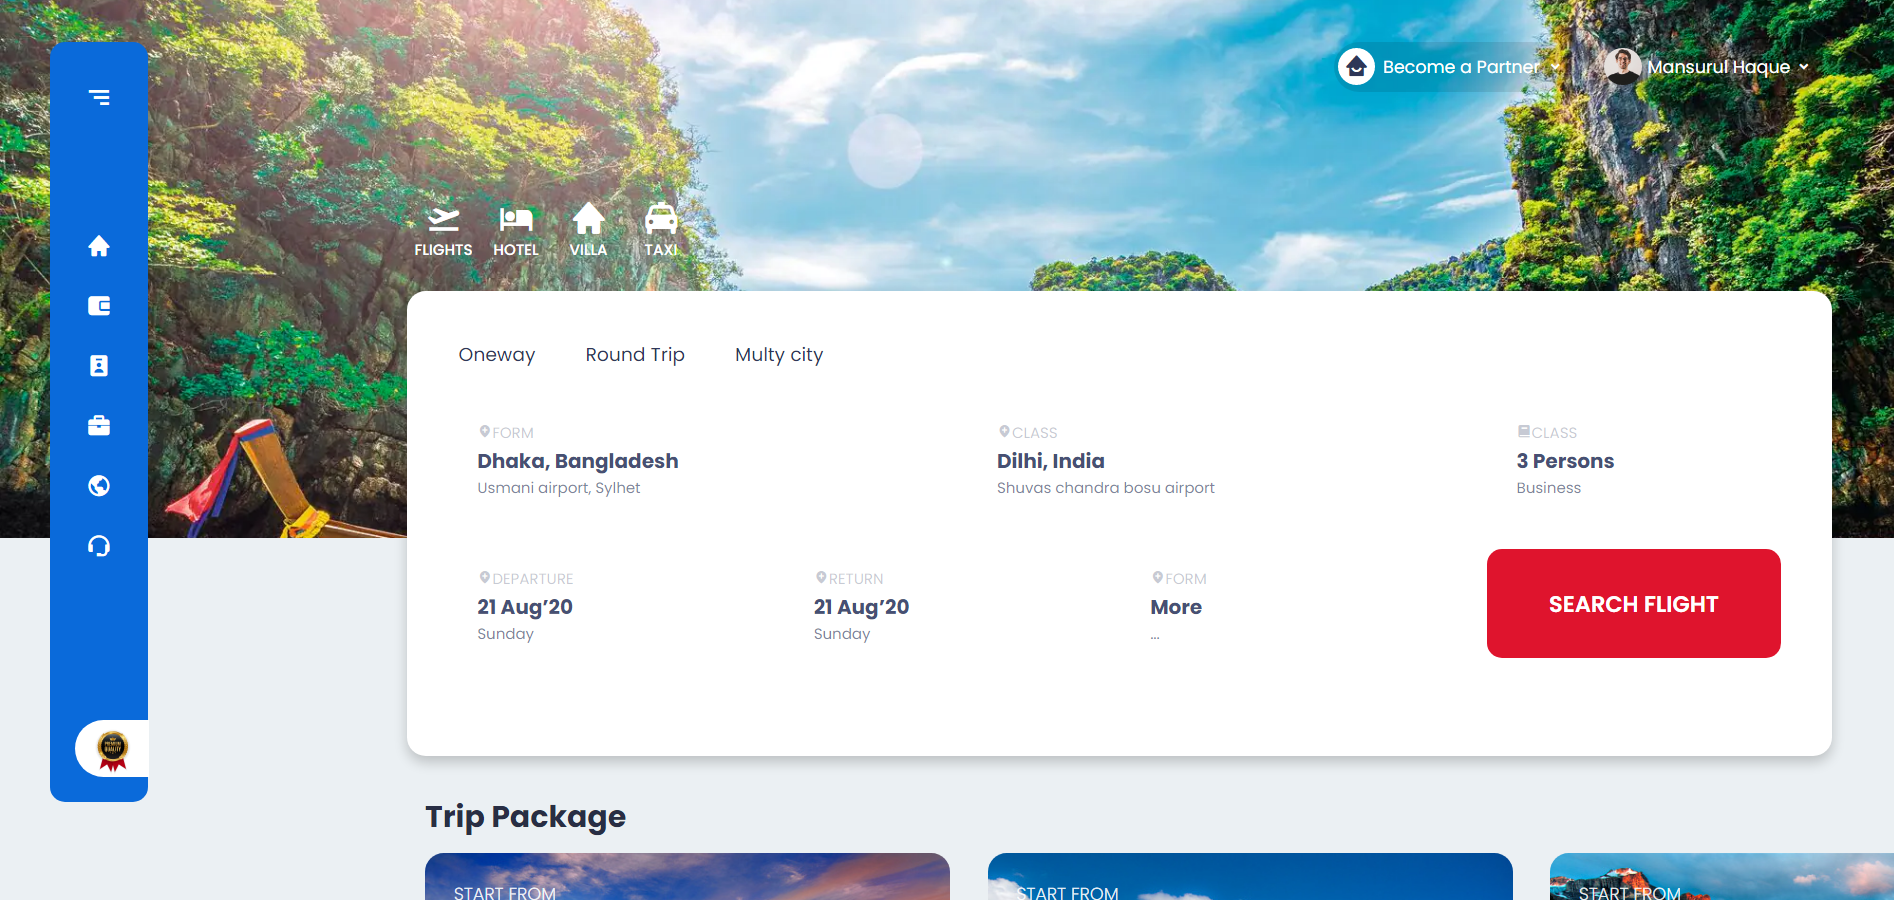 Become a Partner
Mansurul Haque
FLIGHTS
HOTEL
VILLA
TAXI
Oneway
Round Trip
Multy city
FORM
Dhaka, Bangladesh
Usmani airport, Sylhet
CLASS
Dilhi, India
Shuvas chandra bosu airport
CLASS
3 Persons
Business
DEPARTURE
21 Aug’20
Sunday
RETURN
21 Aug’20
Sunday
FORM
More
...
SEARCH FLIGHT
PREMIUM
QUALITY
Trip Package
START FROM
START FROM
START FROM